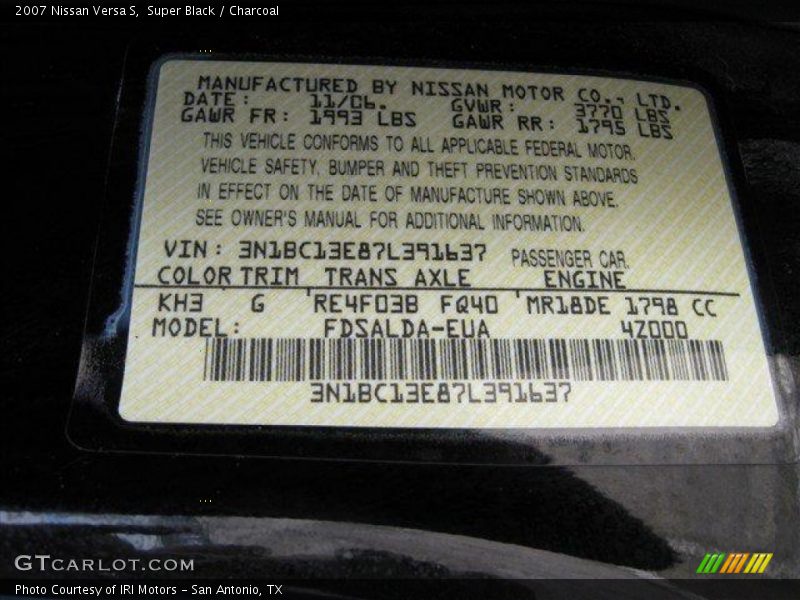 2007 Nissan Versa S,  Super Black / Charcoal
MANUFACTURED BY NISSAN MOTOR CO., LTD.
DATE: 11/06. GVWR: 3770 LBS
GAWR FR: 1993 LBS GAWR RR: 1795 LBS
THIS VEHICLE CONFORMS TO ALL APPLICABLE FEDERAL MOTOR.
VEHICLE SAFETY, BUMPER AND THEFT PREVENTION STANDARDS
IN EFFECT ON THE DATE OF MANUFACTURE SHOWN ABOVE.
SEE OWNER'S MANUAL FOR ADDITIONAL INFORMATION.
VIN: 3N1BC13E87L391637 PASSENGER CAR.
COLOR TRIM TRANS AXLE ENGINE
KH3 G 'RE4F03B FQ40 'MR18DE 1798 CC
MODEL: FDSALDA-EUA 4Z000
3N1BC13E87L391637
GTCARLOT.COM
Photo Courtesy of IRI Motors - San Antonio, TX